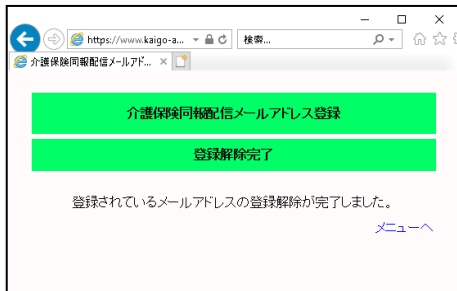 https://www.kaigo-a...
検索...
介護保険同報配信メールアド...
介護保険同報配信メールアドレス登録
登録解除完了
登録されているメールアドレスの登録解除が完了しました。
メニューへ